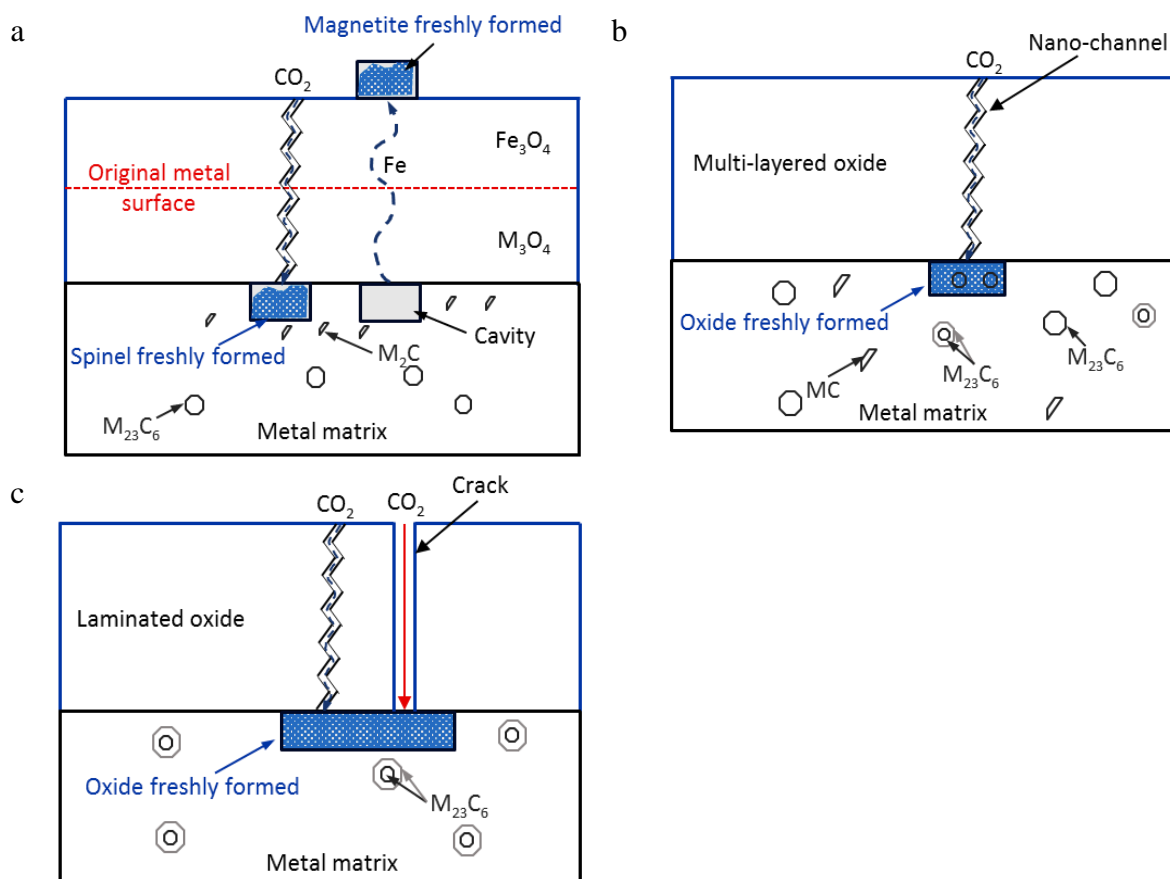 a
Magnetite freshly formed
CO₂
Fe₃O₄
Original metal
surface
Fe
M₃O₄
Spinel freshly formed
M₂C
Cavity
M₂₃C₆
Metal matrix
b
Nano-channel
CO₂
Multi-layered oxide
Oxide freshly formed
MC
M₂₃C₆
M₂₃C₆
Metal matrix
c
Crack
CO₂
CO₂
Laminated oxide
Oxide freshly formed
M₂₃C₆
Metal matrix